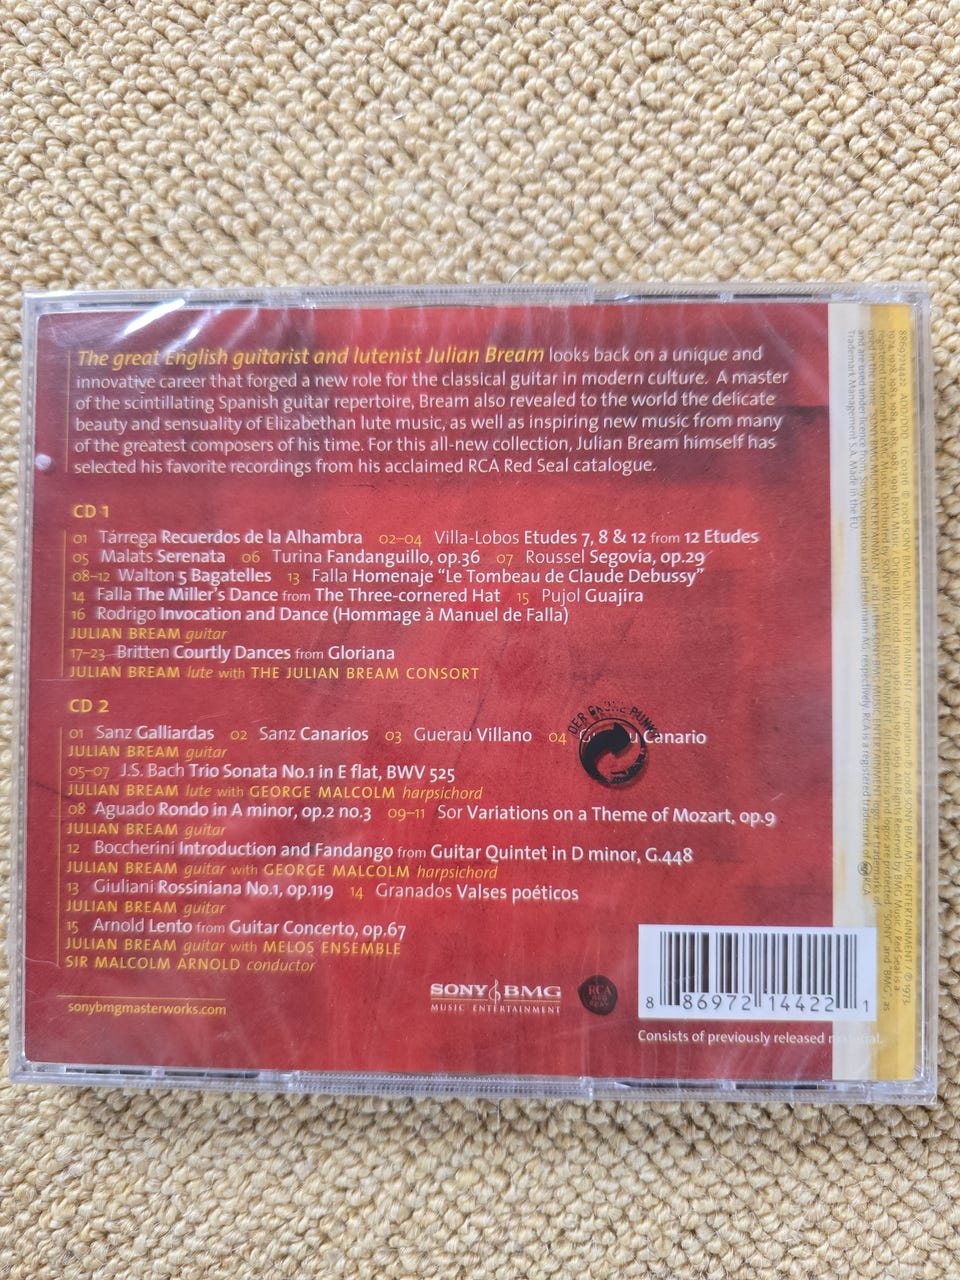 The great English guitarist and lutenist Julian Bream looks back on a unique and
innovative career that forged a new role for the classical guitar in modern culture. A master
of the scintillating Spanish guitar repertoire, Bream also revealed to the world the delicate
beauty and sensuality of Elizabethan lute music, as well as inspiring new music from many
of the greatest composers of his time. For this all-new collection, Julian Bream himself has
selected his favorite recordings from his acclaimed RCA Red Seal catalogue.
CD 1
01 Tárrega Recuerdos de la Alhambra 02–04 Villa-Lobos Etudes 7, 8 & 12 from 12 Etudes
05 Malats Serenata 06 Turina Fandanguillo, op.36 07 Roussel Segovia, op.29
08–12 Walton 5 Bagatelles 13 Falla Homenaje "Le Tombeau de Claude Debussy"
14 Falla The Miller's Dance from The Three-cornered Hat 15 Pujol Guajira
16 Rodrigo Invocation and Dance (Hommage à Manuel de Falla)
JULIAN BREAM guitar
17–23 Britten Courtly Dances from Gloriana
JULIAN BREAM lute with THE JULIAN BREAM CONSORT
CD 2
01 Sanz Galliardas 02 Sanz Canarios 03 Guerau Villano 04 Canario
JULIAN BREAM guitar
05–07 J.S. Bach Trio Sonata No.1 in E flat, BWV 525
JULIAN BREAM lute with GEORGE MALCOLM harpsichord
08 Aguado Rondo in A minor, op.2 no.3 09–11 Sor Variations on a Theme of Mozart, op.9
JULIAN BREAM guitar
12 Boccherini Introduction and Fandango from Guitar Quintet in D minor, G.448
JULIAN BREAM guitar with GEORGE MALCOLM harpsichord
13 Giuliani Rossiniana No.1, op.119 14 Granados Valses poéticos
JULIAN BREAM guitar
15 Arnold Lento from Guitar Concerto, op.67
JULIAN BREAM guitar with MELOS ENSEMBLE
SIR MALCOLM ARNOLD conductor
DER GRÜNE PUNKT
sonybmgmasterworks.com
SONY BMG
MUSIC ENTERTAINMENT
RCA
RED
SEAL
8 86972 14422 1
Consists of previously released
Trademark Management S.A. Made in the EU